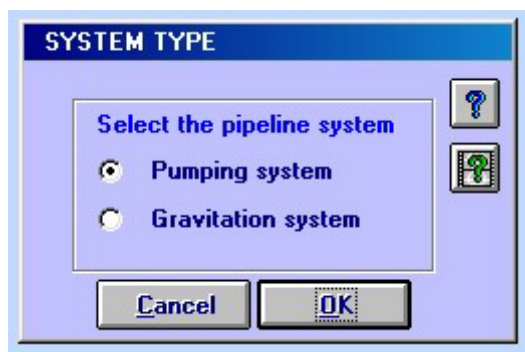 SYSTEM TYPE
Select the pipeline system
Pumping system
Gravitation system
Cancel OK